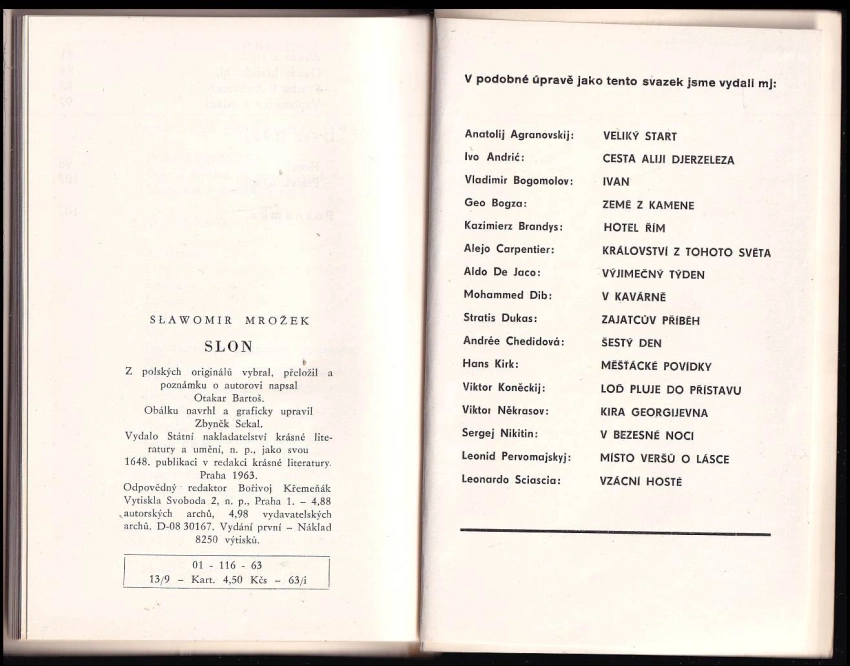 SŁAWOMIR MROŻEK
SLON
Z polských originálů vybral, přeložil a
poznámku o autorovi napsal
Otakar Bartoš.
Obálku navrhl a graficky upravil
Zbyněk Sekal.
Vydalo Státní nakladatelství krásné lite-
ratury a umění, n. p., jako svou
1648. publikaci v redakci krásné literatury.
Praha 1963.
Odpovědný redaktor Bořivoj Křemeňák
Vytiskla Svoboda 2, n. p., Praha 1. – 4,88
autorských archů, 4,98 vydavatelských
archů. D-08 30167. Vydání první – Náklad
8250 výtisků.
01 - 116 - 63
13/9 – Kart. 4,50 Kčs – 63/i
V podobné úpravě jako tento svazek jsme vydali mj:
Anatolij Agranovskij: VELIKÝ START
Ivo Andrić: CESTA ALIJI DJERZELEZA
Vladimir Bogomolov: IVAN
Geo Bogza: ZEMĚ Z KAMENE
Kazimierz Brandys: HOTEL ŘÍM
Alejo Carpentier: KRÁLOVSTVÍ Z TOHOTO SVĚTA
Aldo De Jaco: VÝJIMEČNÝ TÝDEN
Mohammed Dib: V KAVÁRNĚ
Stratis Dukas: ZAJATCŮV PŘÍBĚH
Andrée Chedidová: ŠESTÝ DEN
Hans Kirk: MĚŠŤÁCKÉ POVÍDKY
Viktor Koněckij: LOĎ PLUJE DO PŘÍSTAVU
Viktor Někrasov: KIRA GEORGIJEVNA
Sergej Nikitin: V BEZESNÉ NOCI
Leonid Pervomajskyj: MÍSTO VERŠŮ O LÁSCE
Leonardo Sciascia: VZÁCNÍ HOSTÉ